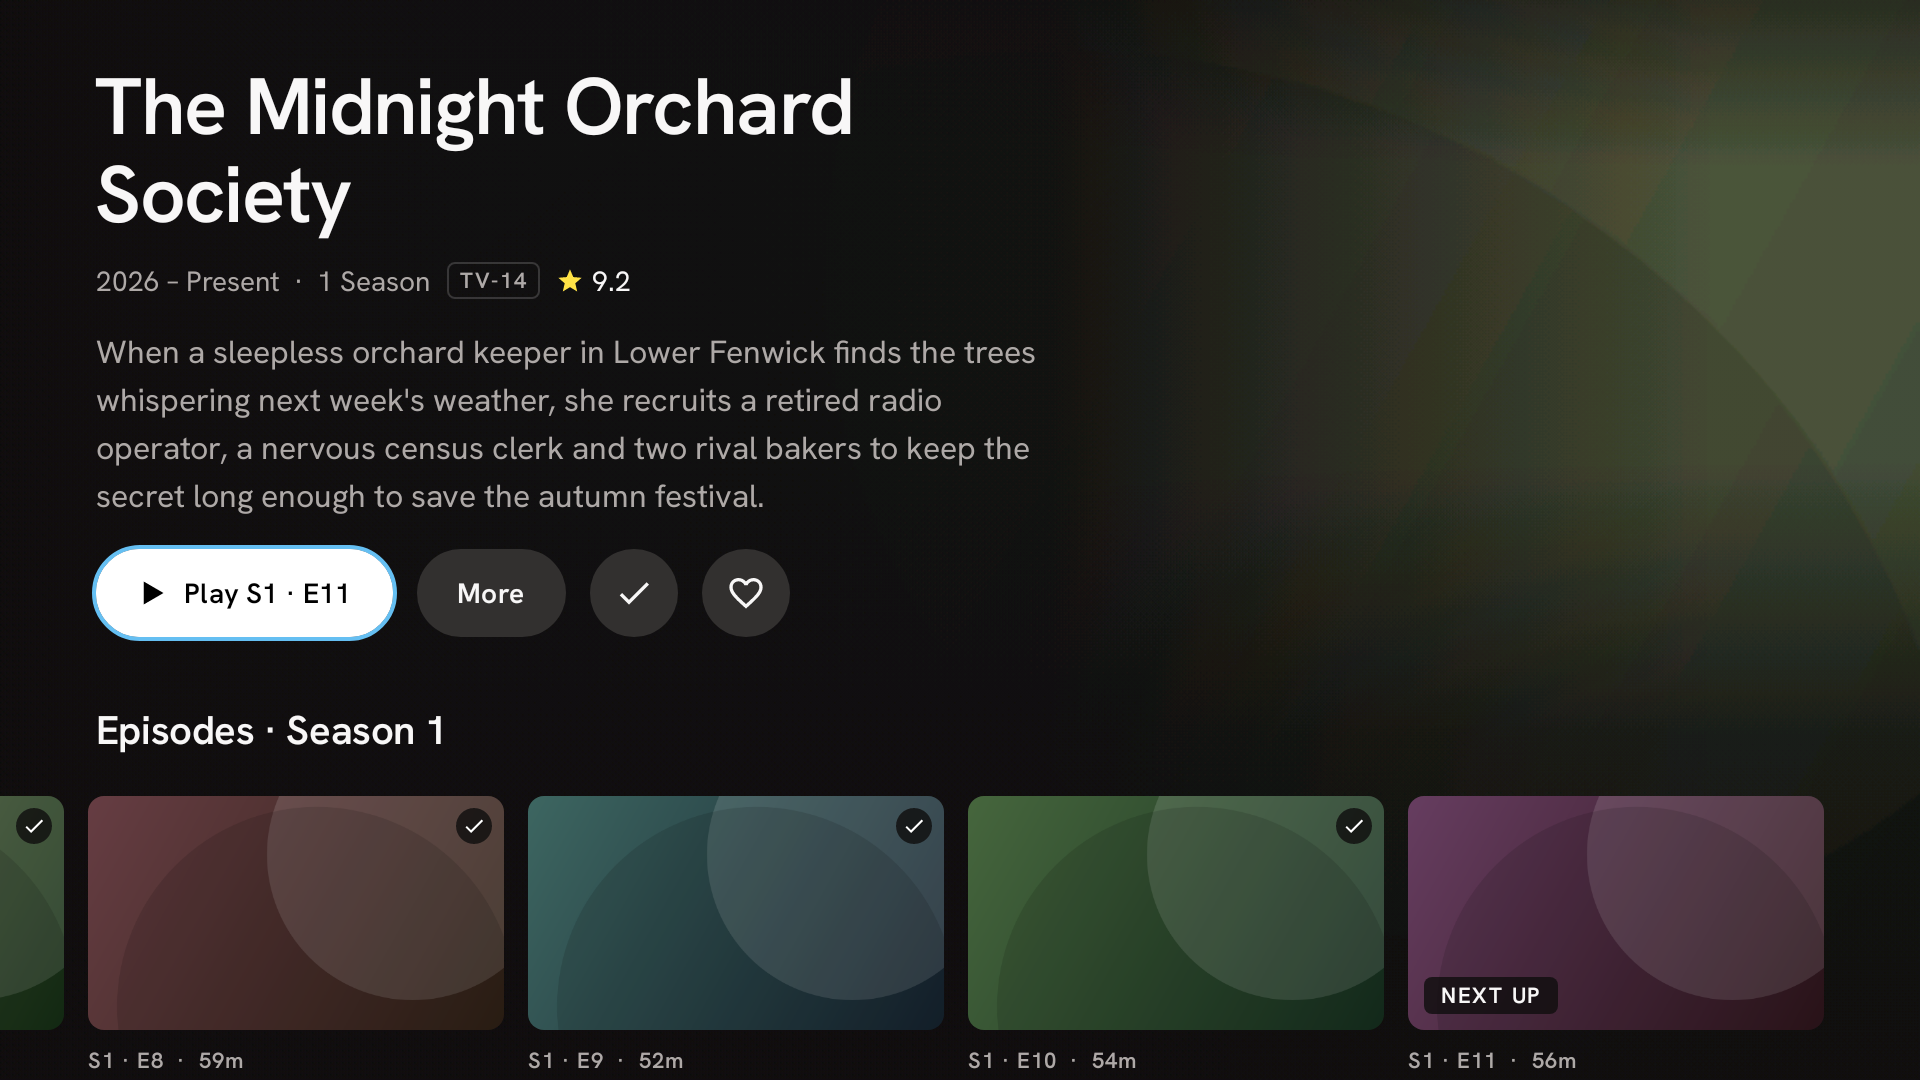 The Midnight Orchard
Society
2026 – Present · 1 Season TV-14 9.2
When a sleepless orchard keeper in Lower Fenwick finds the trees
whispering next week's weather, she recruits a retired radio
operator, a nervous census clerk and two rival bakers to keep the
secret long enough to save the autumn festival.
Play S1 · E11 More
Episodes · Season 1
NEXT UP
S1 · E8 · 59m
S1 · E9 · 52m
S1 · E10 · 54m
S1 · E11 · 56m